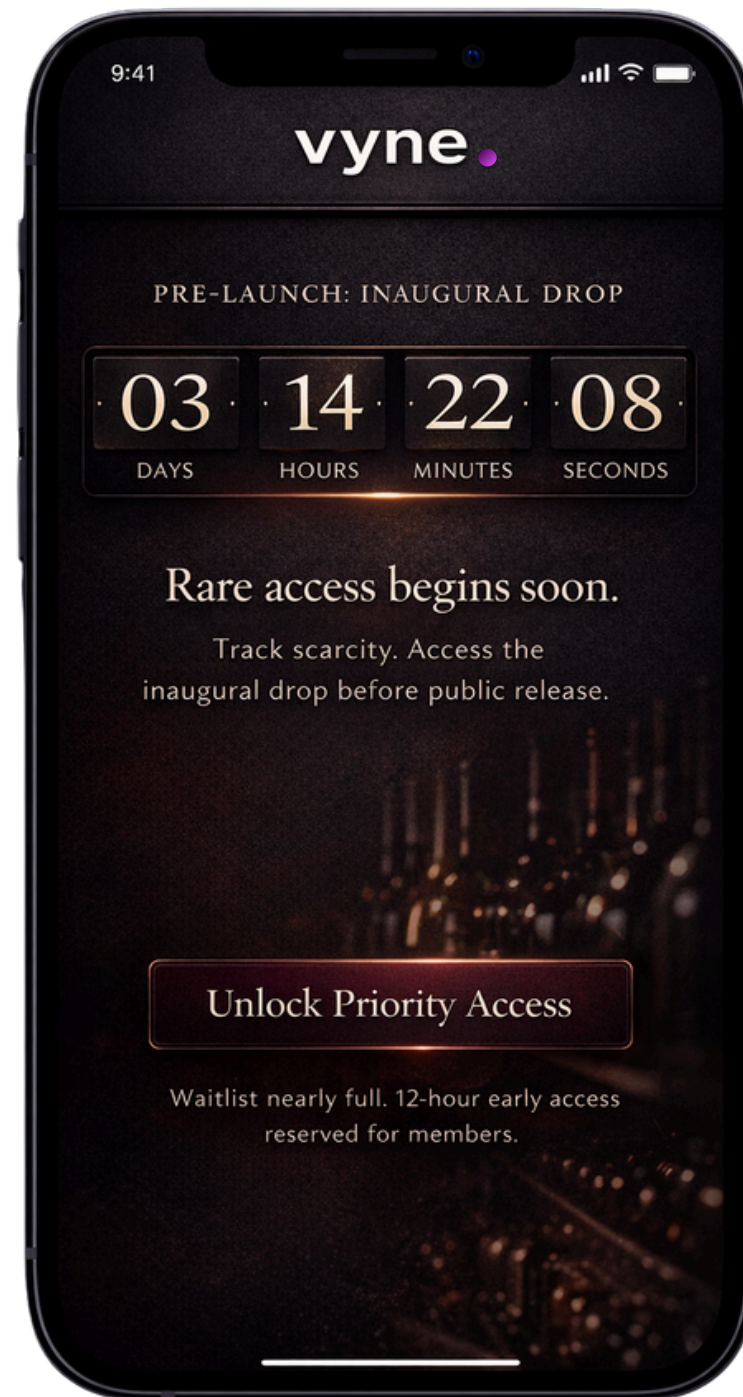 9:41
vyne.
PRE-LAUNCH: INAUGURAL DROP
03 14 22 08
DAYS HOURS MINUTES SECONDS
Rare access begins soon.
Track scarcity. Access the
inaugural drop before public release.
Unlock Priority Access
Waitlist nearly full. 12-hour early access
reserved for members.